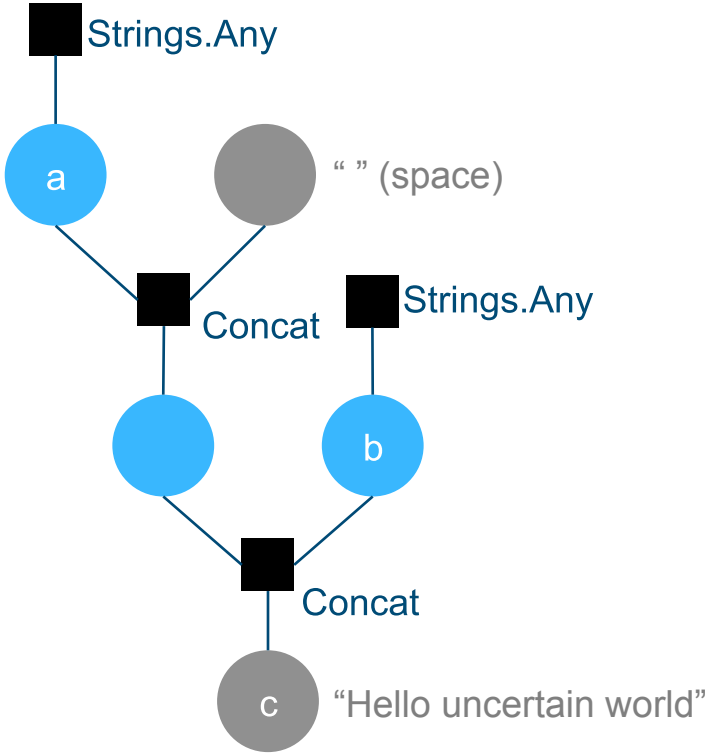 Strings.Any
a
“ ” (space)
Concat
Strings.Any
b
Concat
c
“Hello uncertain world”